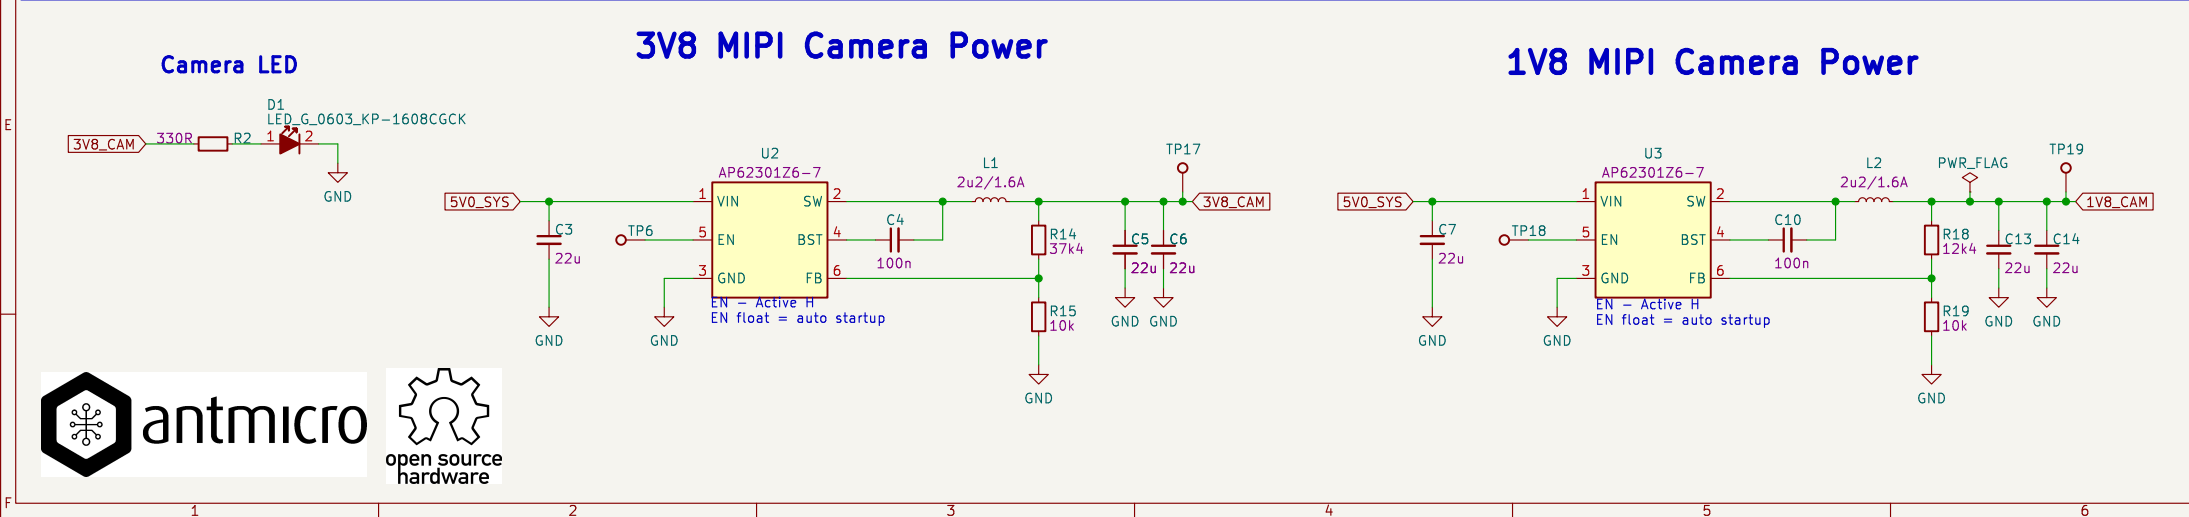 3V8 MIPI Camera Power
1V8 MIPI Camera Power
Camera LED
D1
LED_G_0603_KP-1608CGCK
3V8_CAM
330R
R2
1
2
GND
5V0_SYS
C3
22u
GND
TP6
GND
U2
AP62301Z6-7
1
VIN
SW
2
5
EN
BST
4
3
GND
FB
6
EN - Active H
EN float = auto startup
C4
100n
L1
2u2/1.6A
R14
37k4
R15
10k
GND
C5
22u
GND
C6
22u
GND
TP17
3V8_CAM
5V0_SYS
C7
22u
GND
TP18
GND
U3
AP62301Z6-7
1
VIN
SW
2
5
EN
BST
4
3
GND
FB
6
EN - Active H
EN float = auto startup
C10
100n
L2
2u2/1.6A
R18
12k4
R19
10k
GND
PWR_FLAG
C13
22u
GND
C14
22u
GND
TP19
1V8_CAM
antmicro
open source
hardware
E
F
1
2
3
4
5
6